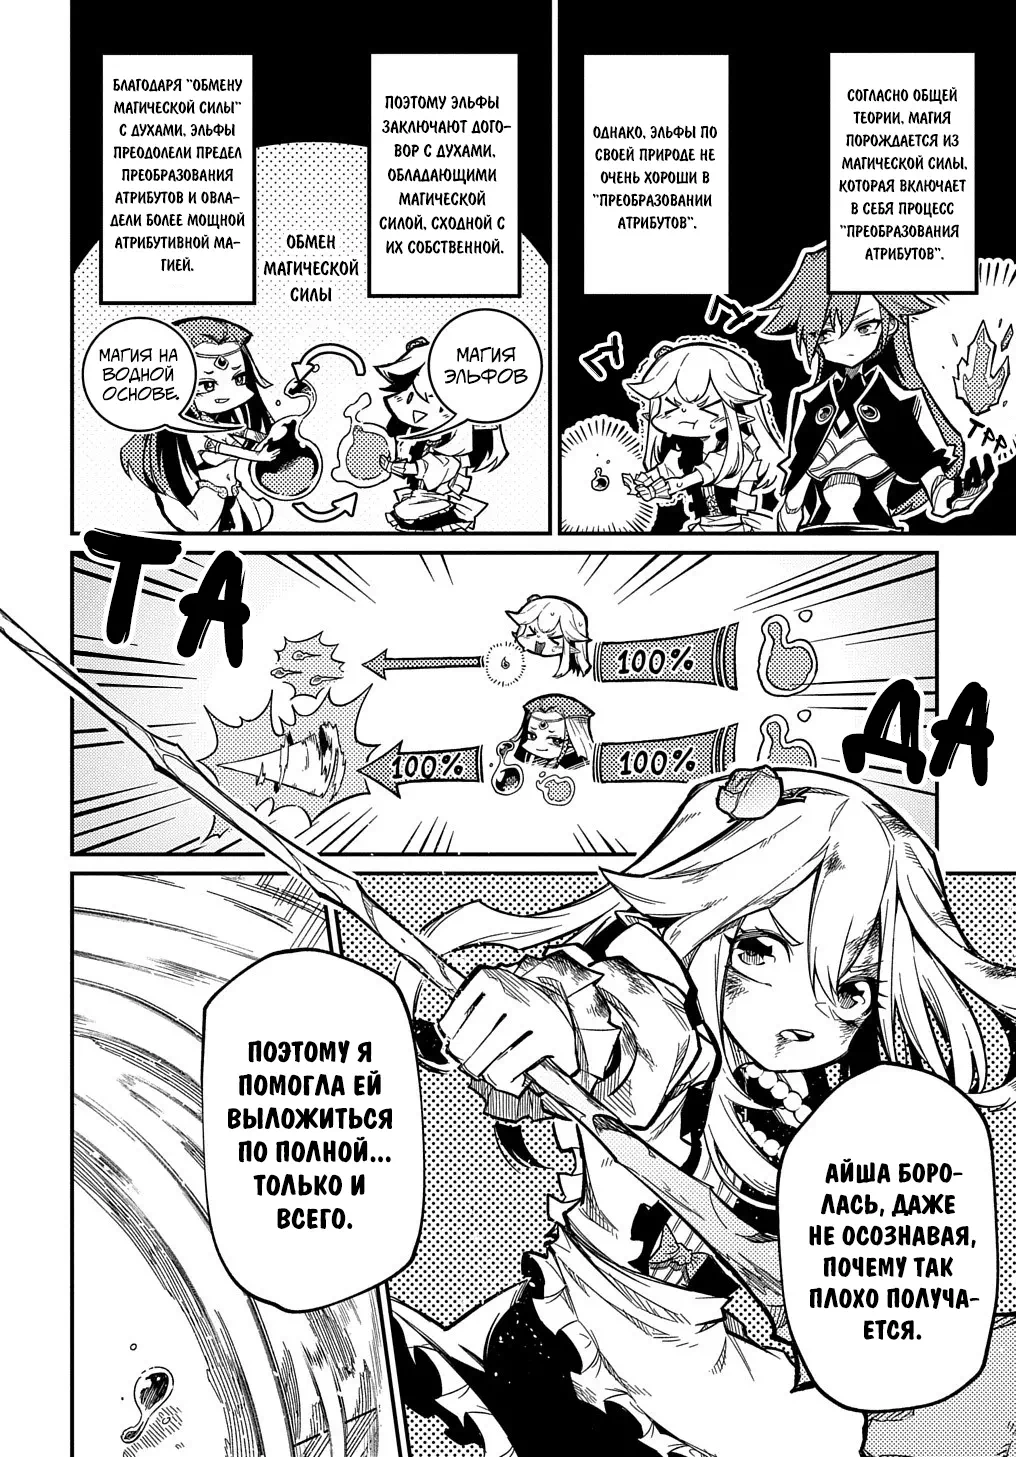 СОГЛАСНО ОБЩЕЙ
ТЕОРИИ, МАГИЯ
ПОРОЖДАЕТСЯ ИЗ
МАГИЧЕСКОЙ СИЛЫ,
КОТОРАЯ ВКЛЮЧАЕТ
В СЕБЯ ПРОЦЕСС
"ПРЕОБРАЗОВАНИЯ
АТРИБУТОВ".
ОДНАКО, ЭЛЬФЫ ПО
СВОЕЙ ПРИРОДЕ НЕ
ОЧЕНЬ ХОРОШИ В
"ПРЕОБРАЗОВАНИИ
АТРИБУТОВ".
ГУ
ГУ
ТРР
ПОЭТОМУ ЭЛЬФЫ
ЗАКЛЮЧАЮТ ДОГО-
ВОР С ДУХАМИ,
ОБЛАДАЮЩИМИ
МАГИЧЕСКОЙ
СИЛОЙ, СХОДНОЙ С
ИХ СОБСТВЕННОЙ.
БЛАГОДАРЯ "ОБМЕНУ
МАГИЧЕСКОЙ СИЛЫ"
С ДУХАМИ, ЭЛЬФЫ
ПРЕОДОЛЕЛИ ПРЕДЕЛ
ПРЕОБРАЗОВАНИЯ
АТРИБУТОВ И ОВЛА-
ДЕЛИ БОЛЕЕ МОЩНОЙ
АТРИБУТИВНОЙ МА-
ГИЕЙ.
ОБМЕН
МАГИЧЕСКОЙ
СИЛЫ
МАГИЯ
ЭЛЬФОВ
МАГИЯ НА
ВОДНОЙ
ОСНОВЕ.
ТА
ДА
100%
100%
100%
АЙША БОРО-
ЛАСЬ, ДАЖЕ
НЕ ОСОЗНАВАЯ,
ПОЧЕМУ ТАК
ПЛОХО ПОЛУЧА-
ЕТСЯ.
ПОЭТОМУ Я
ПОМОГЛА ЕЙ
ВЫЛОЖИТЬСЯ
ПО ПОЛНОЙ...
ТОЛЬКО И
ВСЕГО.